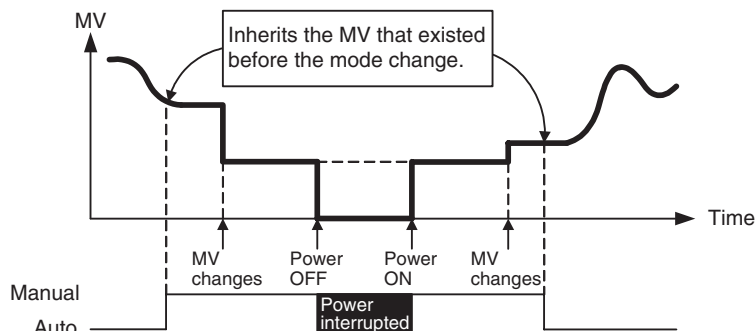 MV
Inherits the MV that existed
before the mode change.
Time
MV
changes
Power
OFF
Power
ON
MV
changes
Manual
Power
interrupted
Auto